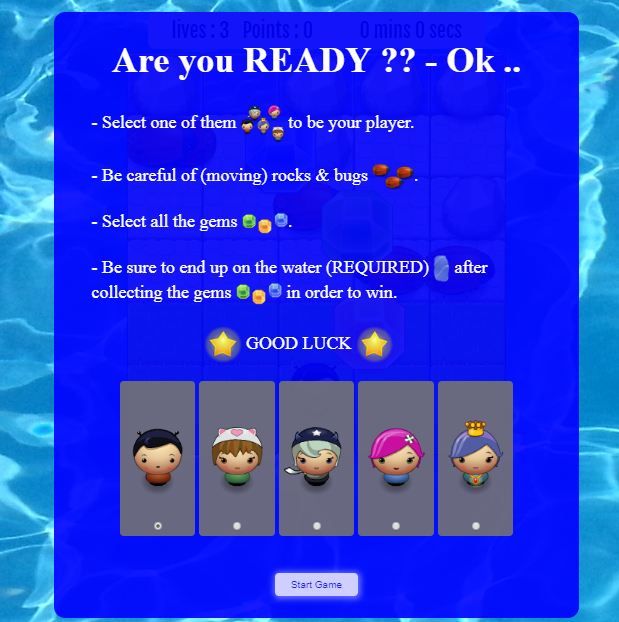 lives : 3 Points : 0 0 mins 0 secs
Are you READY ?? - Ok ..
- Select one of them to be your player.
- Be careful of (moving) rocks & bugs .
- Select all the gems .
- Be sure to end up on the water (REQUIRED) after
collecting the gems in order to win.
GOOD LUCK
Start Game